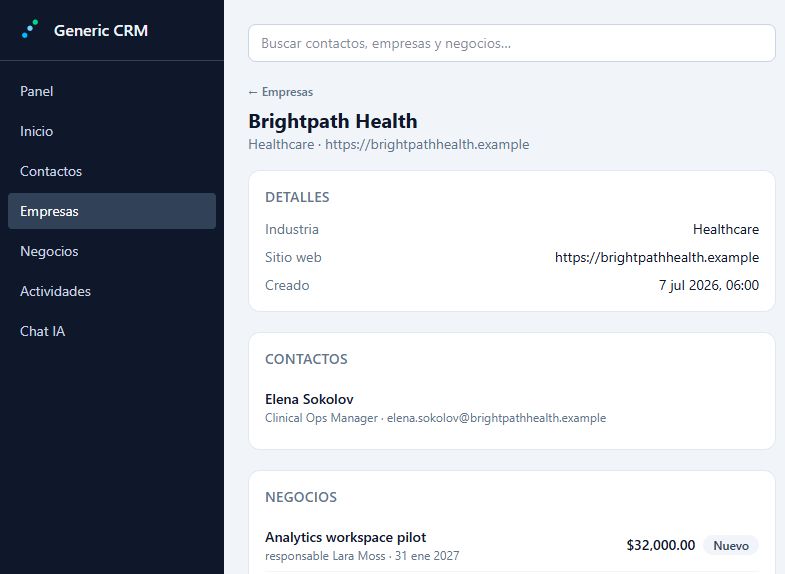 Generic CRM
Panel
Inicio
Contactos
Empresas
Negocios
Actividades
Chat IA
Buscar contactos, empresas y negocios...
← Empresas
Brightpath Health
Healthcare · https://brightpathhealth.example
DETALLES
Industria Healthcare
Sitio web https://brightpathhealth.example
Creado 7 jul 2026, 06:00
CONTACTOS
Elena Sokolov
Clinical Ops Manager · elena.sokolov@brightpathhealth.example
NEGOCIOS
Analytics workspace pilot
$32,000.00 Nuevo
responsable Lara Moss · 31 ene 2027